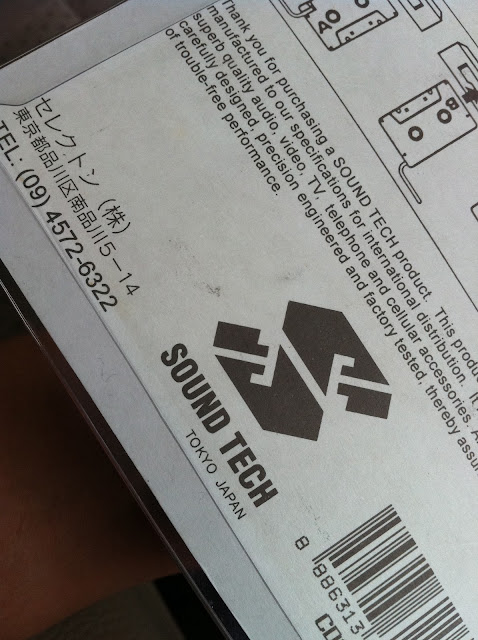 Thank you for purchasing a SOUND TECH product. This
manufactured to our specifications for international distribution.
superb quality audio, video, TV, telephone and cellular accessories.
carefully designed, precision engineered and factory tested, thereby
of trouble-free performance.
セレクトン（株）
東京都品川区南品川5－14
TEL: (09) 4572-6322
SOUND TECH
TOKYO JAPAN
8 886313